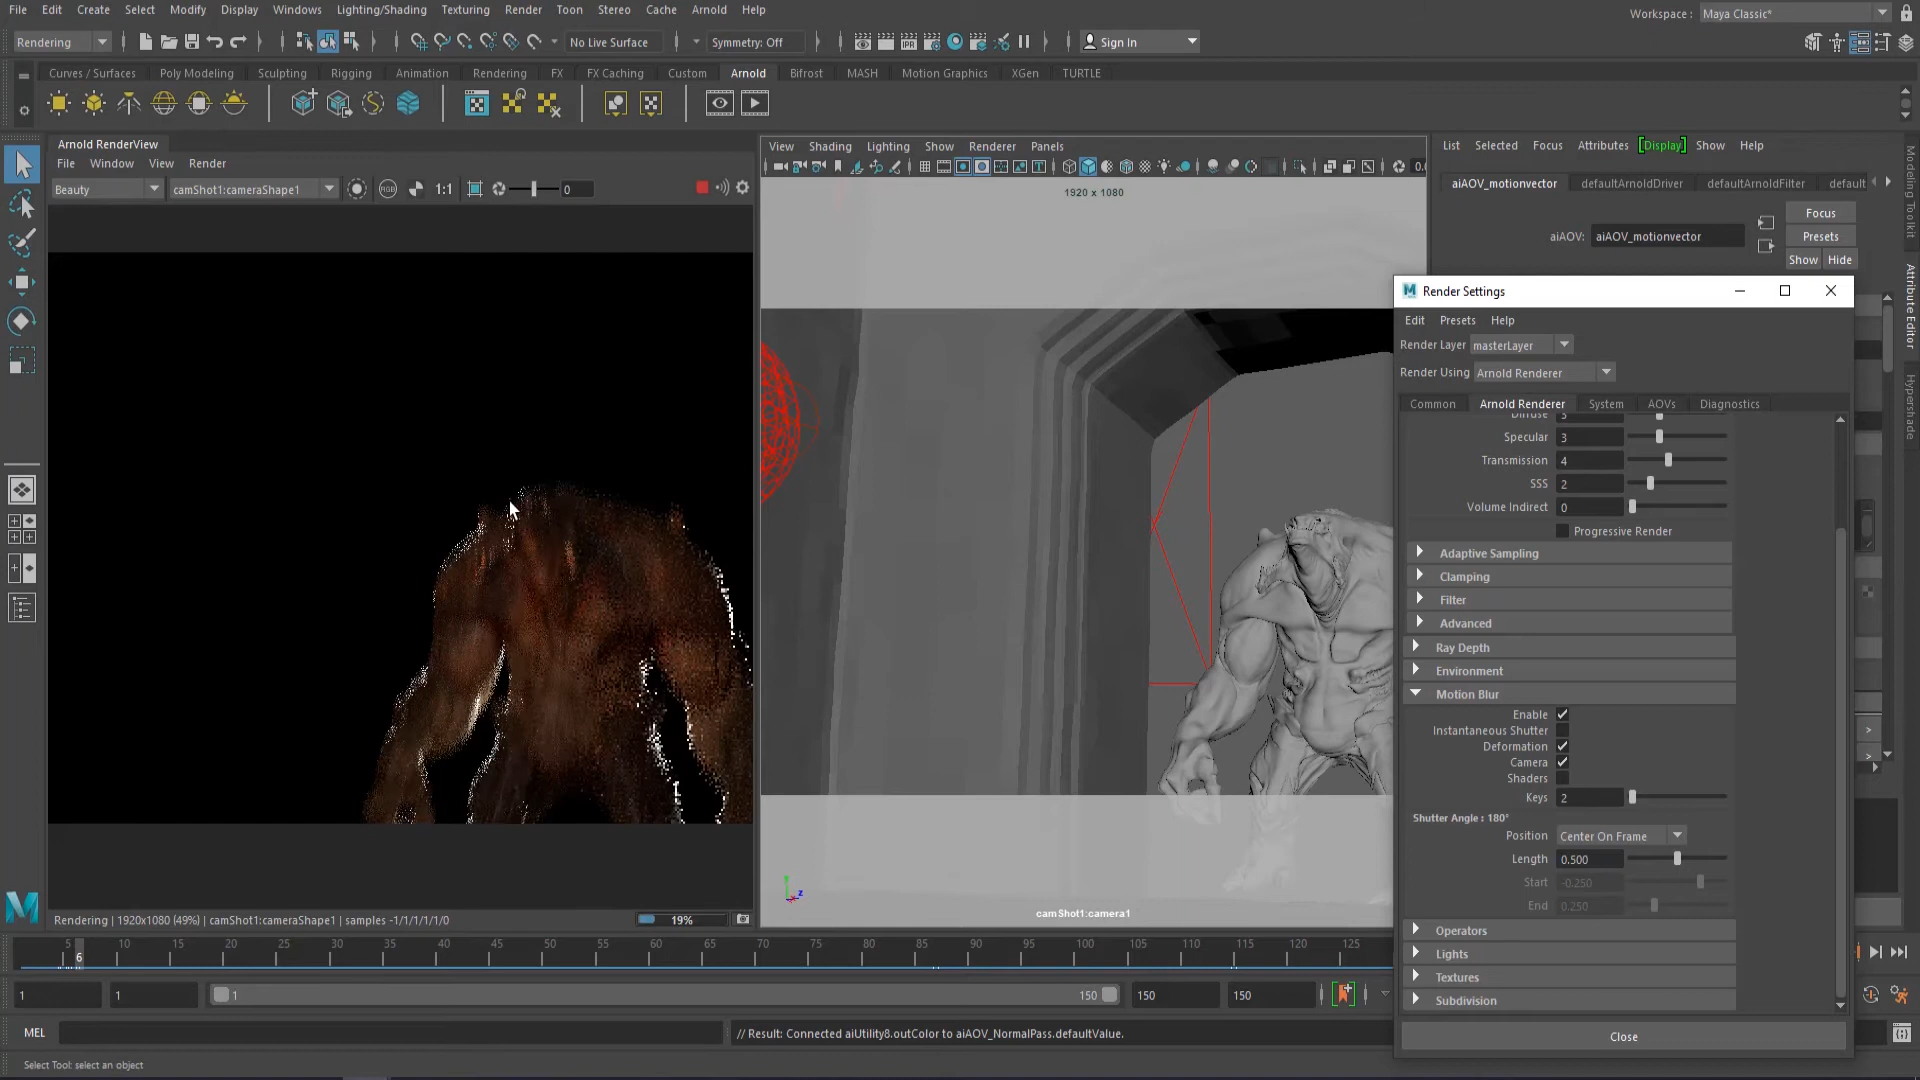 File Edit Create Select Modify Display Windows Lighting/Shading Texturing Render Toon Stereo Cache Arnold Help
Workspace : Maya Classic*
Rendering No Live Surface Symmetry: Off Sign In
Curves / Surfaces Poly Modeling Sculpting Rigging Animation Rendering FX FX Caching Custom Arnold Bifrost MASH Motion Graphics XGen TURTLE
Arnold RenderView
File Window View Render
Beauty camShot1:cameraShape1 RGB 1:1 0
View Shading Lighting Show Renderer Panels
1920 x 1080
List Selected Focus Attributes Display Show Help
aiAOV_motionvector defaultArnoldDriver defaultArnoldFilter default
aiAOV: aiAOV_motionvector
Focus
Presets
Show Hide
Modeling Toolkit
Attribute Editor
Hypershade
Render Settings
Edit Presets Help
Render Layer masterLayer
Render Using Arnold Renderer
Common Arnold Renderer System AOVs Diagnostics
Diffuse
Specular 3
Transmission 4
SSS 2
Volume Indirect 0
Progressive Render
Adaptive Sampling
Clamping
Filter
Advanced
Ray Depth
Environment
Motion Blur
Enable
Instantaneous Shutter
Deformation
Camera
Shaders
Keys 2
Shutter Angle : 180°
Position Center On Frame
Length 0.500
Start -0.250
End 0.250
Operators
Lights
Textures
Subdivision
Close
z
camShot1:camera1
Rendering | 1920x1080 (49%) | camShot1:cameraShape1 | samples -1/1/1/1/1/0 19%
5 10 15 20 25 30 35 40 45 50 55 60 65 70 75 80 85 90 95 100 105 110 115 120 125
6
1 1 1 150 150 150
MEL // Result: Connected aiUtility8.outColor to aiAOV_NormalPass.defaultValue.
Select Tool: select an object